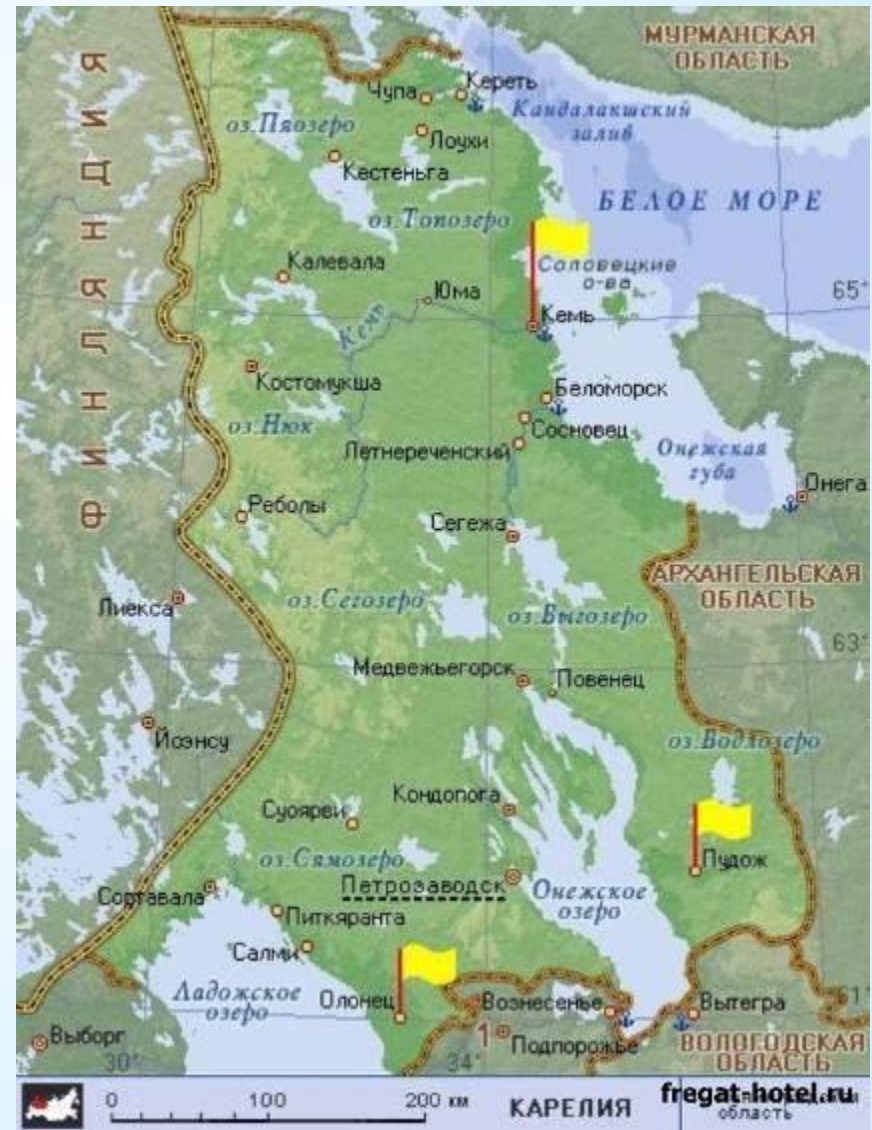 МУРМАНСКАЯ
ОБЛАСТЬ
ФИНЛЯНДИЯ
Чупа
Кереть
Кандалакшский
залив
оз.Пяозеро
Лоухи
Кестеньга
БЕЛОЕ МОРЕ
оз.Топозеро
Калевала
Соловецкие
о-ва
Юма
65°
Кемь
Кемь
Костомукша
Беломорск
оз.Нюк
Сосновец
Летнереченский
Онежская
губа
Онега
Реболы
Сегежа
АРХАНГЕЛЬСКАЯ
ОБЛАСТЬ
Лиекса
оз.Сегозеро
оз.Выгозеро
63°
Медвежьегорск
Повенец
Йоэнсу
оз.Водлозеро
Кондопога
Суоярви
оз.Сямозеро
Пудож
Петрозаводск
Онежское
озеро
Сортавала
Питкяранта
Салми
Ладожское
озеро
Олонец
Вознесенье
Вытегра
61°
Выборг
30°
34°
1
Подпорожье
ВОЛОГОДСКАЯ
ОБЛАСТЬ
0 100 200 км
КАРЕЛИЯ
fregat-hotel.ru
область